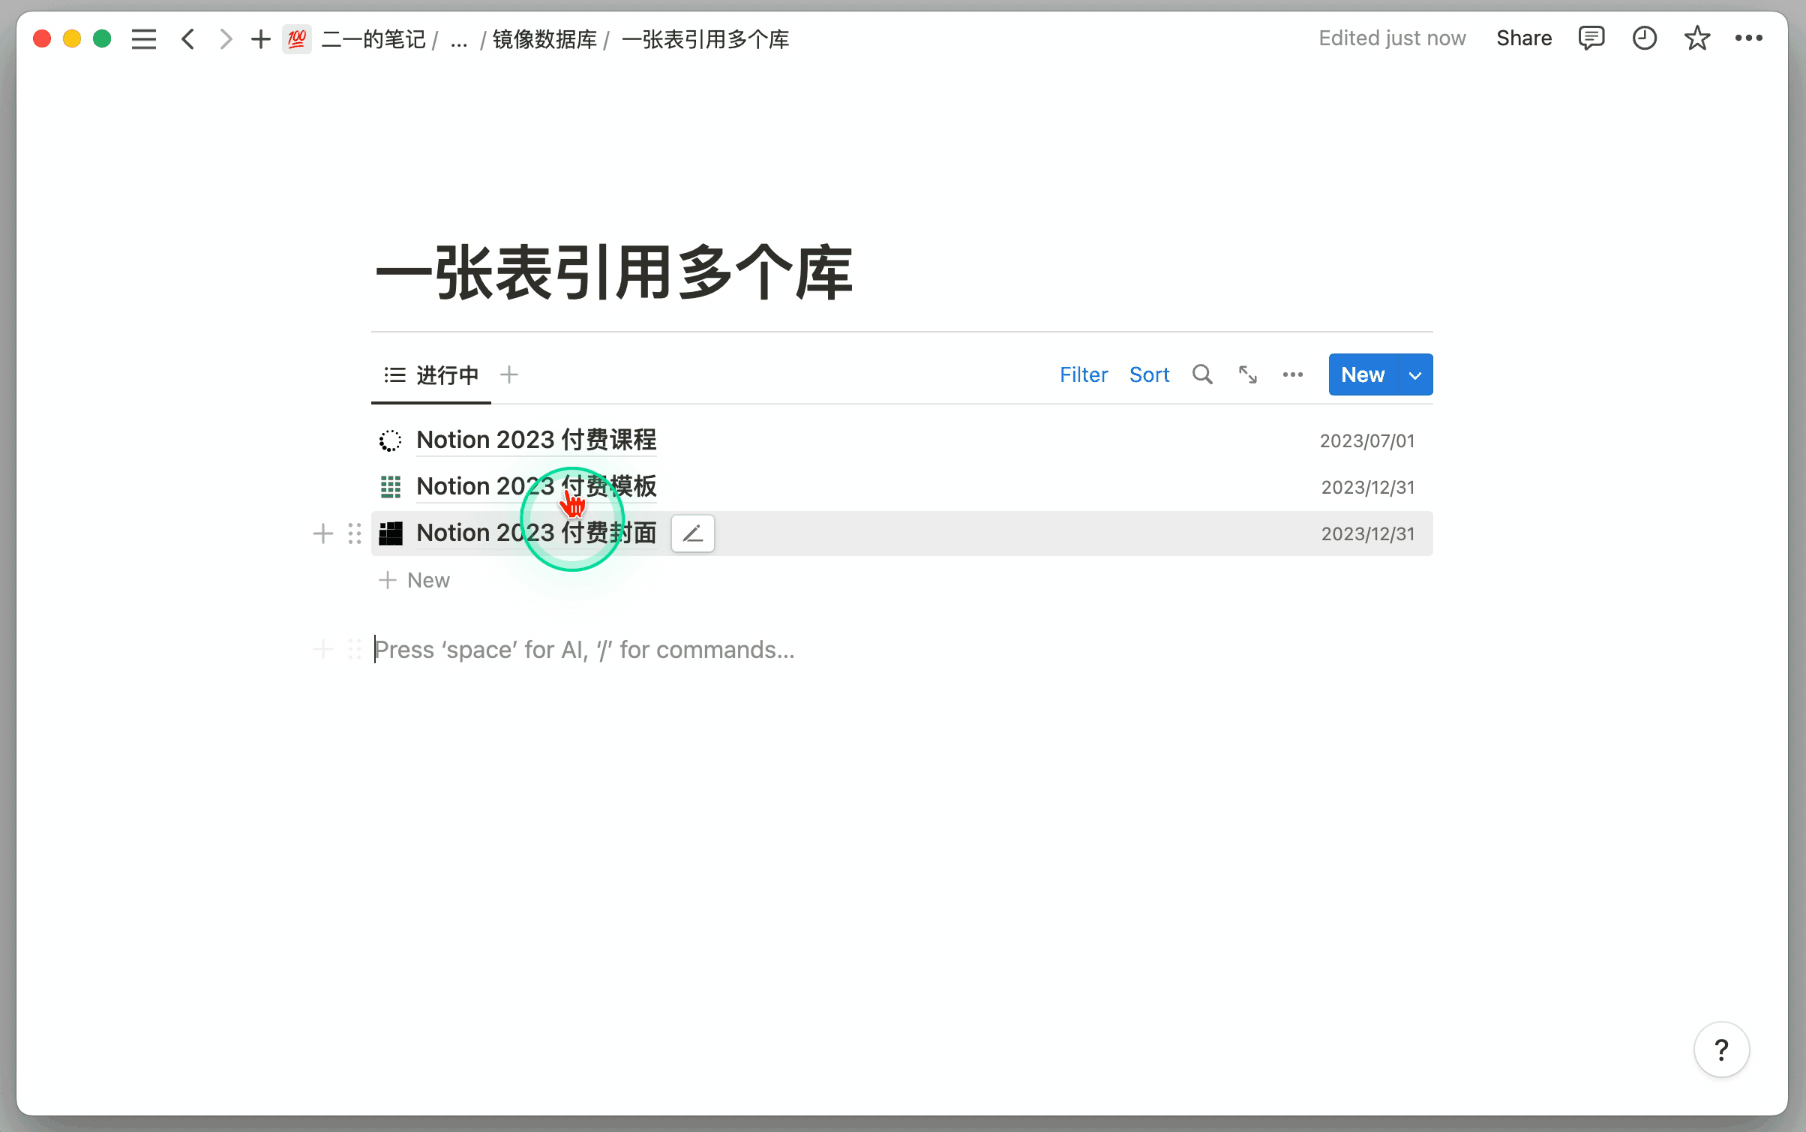 💯 二一的笔记 / ... / 镜像数据库 / 一张表引用多个库 Edited just now Share
一张表引用多个库
进行中 Filter Sort New
Notion 2023 付费课程 2023/07/01
Notion 2023 付费模板 2023/12/31
Notion 2023 付费封面 2023/12/31
New
Press ‘space’ for AI, ‘/’ for commands...
?